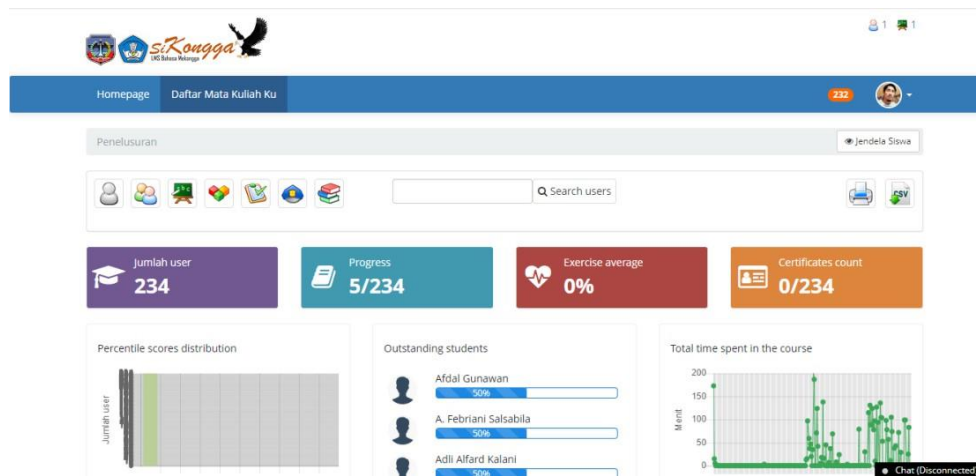 siKongga
LMS Bahasa Mekongga
1 1
Homepage Daftar Mata Kuliah Ku 232
Penelusuran Jendela Siswa
Search users CSV
Jumlah user
234
Progress
5/234
Exercise average
0%
Certificates count
0/234
Percentile scores distribution
Jumlah user
Outstanding students
Afdal Gunawan
50%
A. Febriani Salsabila
50%
Adli Alfard Kalani
50%
Total time spent in the course
200
150
100
50
0
Merit
Chat (Disconnected